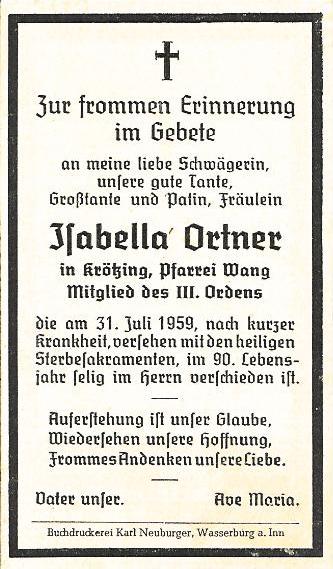 Zur frommen Erinnerung
im Gebete
an meine liebe Schwägerin,
unsere gute Tante,
Großtante und Patin, Fräulein
Isabella Ortner
in Krötzing, Pfarrei Wang
Mitglied des III. Ordens
die am 31. Juli 1959, nach kurzer
Krankheit, versehen mit den heiligen
Sterbesakramenten, im 90. Lebens-
jahr selig im Herrn verschieden ist.
Auferstehung ist unser Glaube,
Wiedersehen unsere Hoffnung,
Frommes Andenken unsere Liebe.
Vater unser. Ave Maria.
Buchdruckerei Karl Neuburger, Wasserburg a. Inn